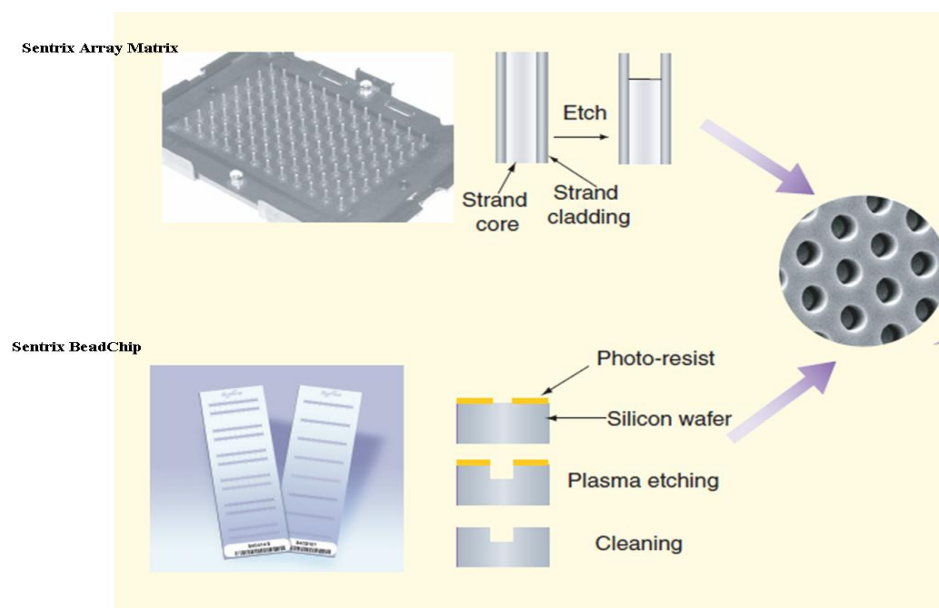 Sentrix Array Matrix
Etch
Strand
core
Strand
cladding
Sentrix BeadChip
Photo-resist
Silicon wafer
Plasma etching
Cleaning